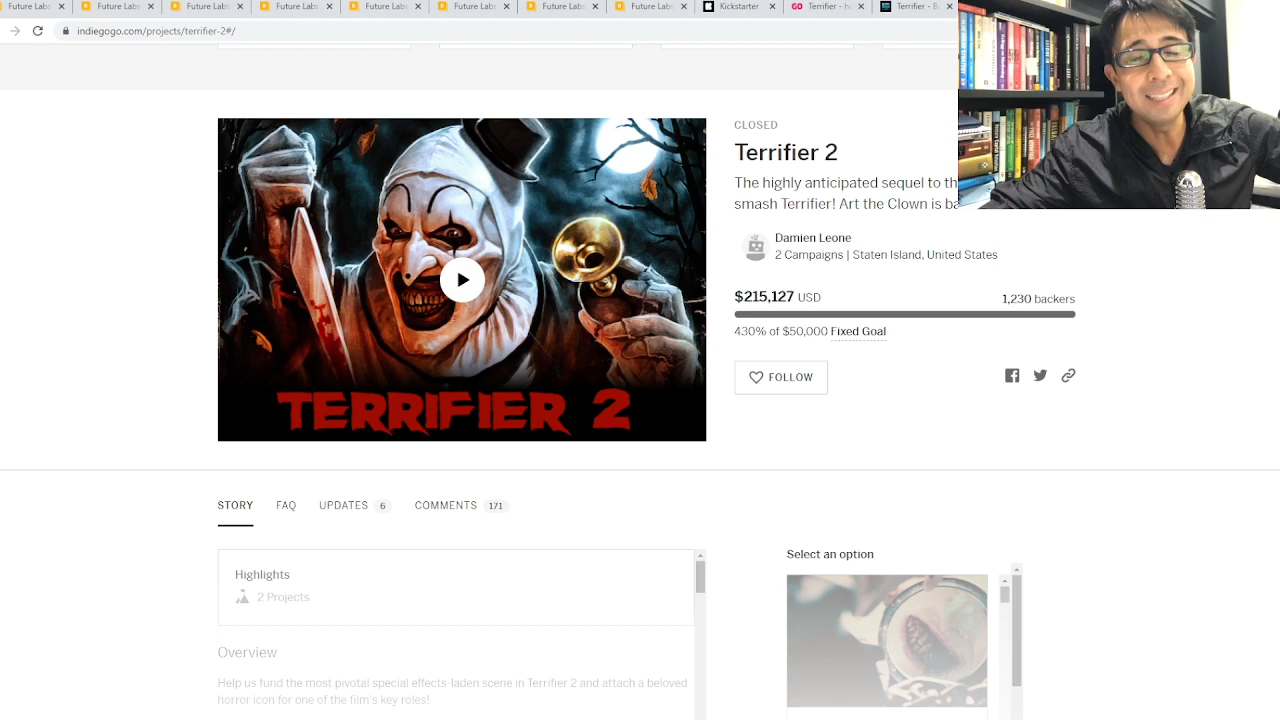 Future Labs
Future Labs
Future Labs
Future Labs
Future Labs
Future Labs
Future Labs
Future Labs
Kickstarter
Terrifier - h
Terrifier - B
indiegogo.com/projects/terrifier-2#/
TERRIFIER 2
CLOSED
Terrifier 2
The highly anticipated sequel to th
smash Terrifier! Art the Clown is ba
Damien Leone
2 Campaigns | Staten Island, United States
$215,127 USD
1,230 backers
430% of $50,000 Fixed Goal
FOLLOW
STORY FAQ UPDATES 6 COMMENTS 171
Highlights
2 Projects
Overview
Help us fund the most pivotal special effects-laden scene in Terrifier 2 and attach a beloved
horror icon for one of the film's key roles!
Select an option